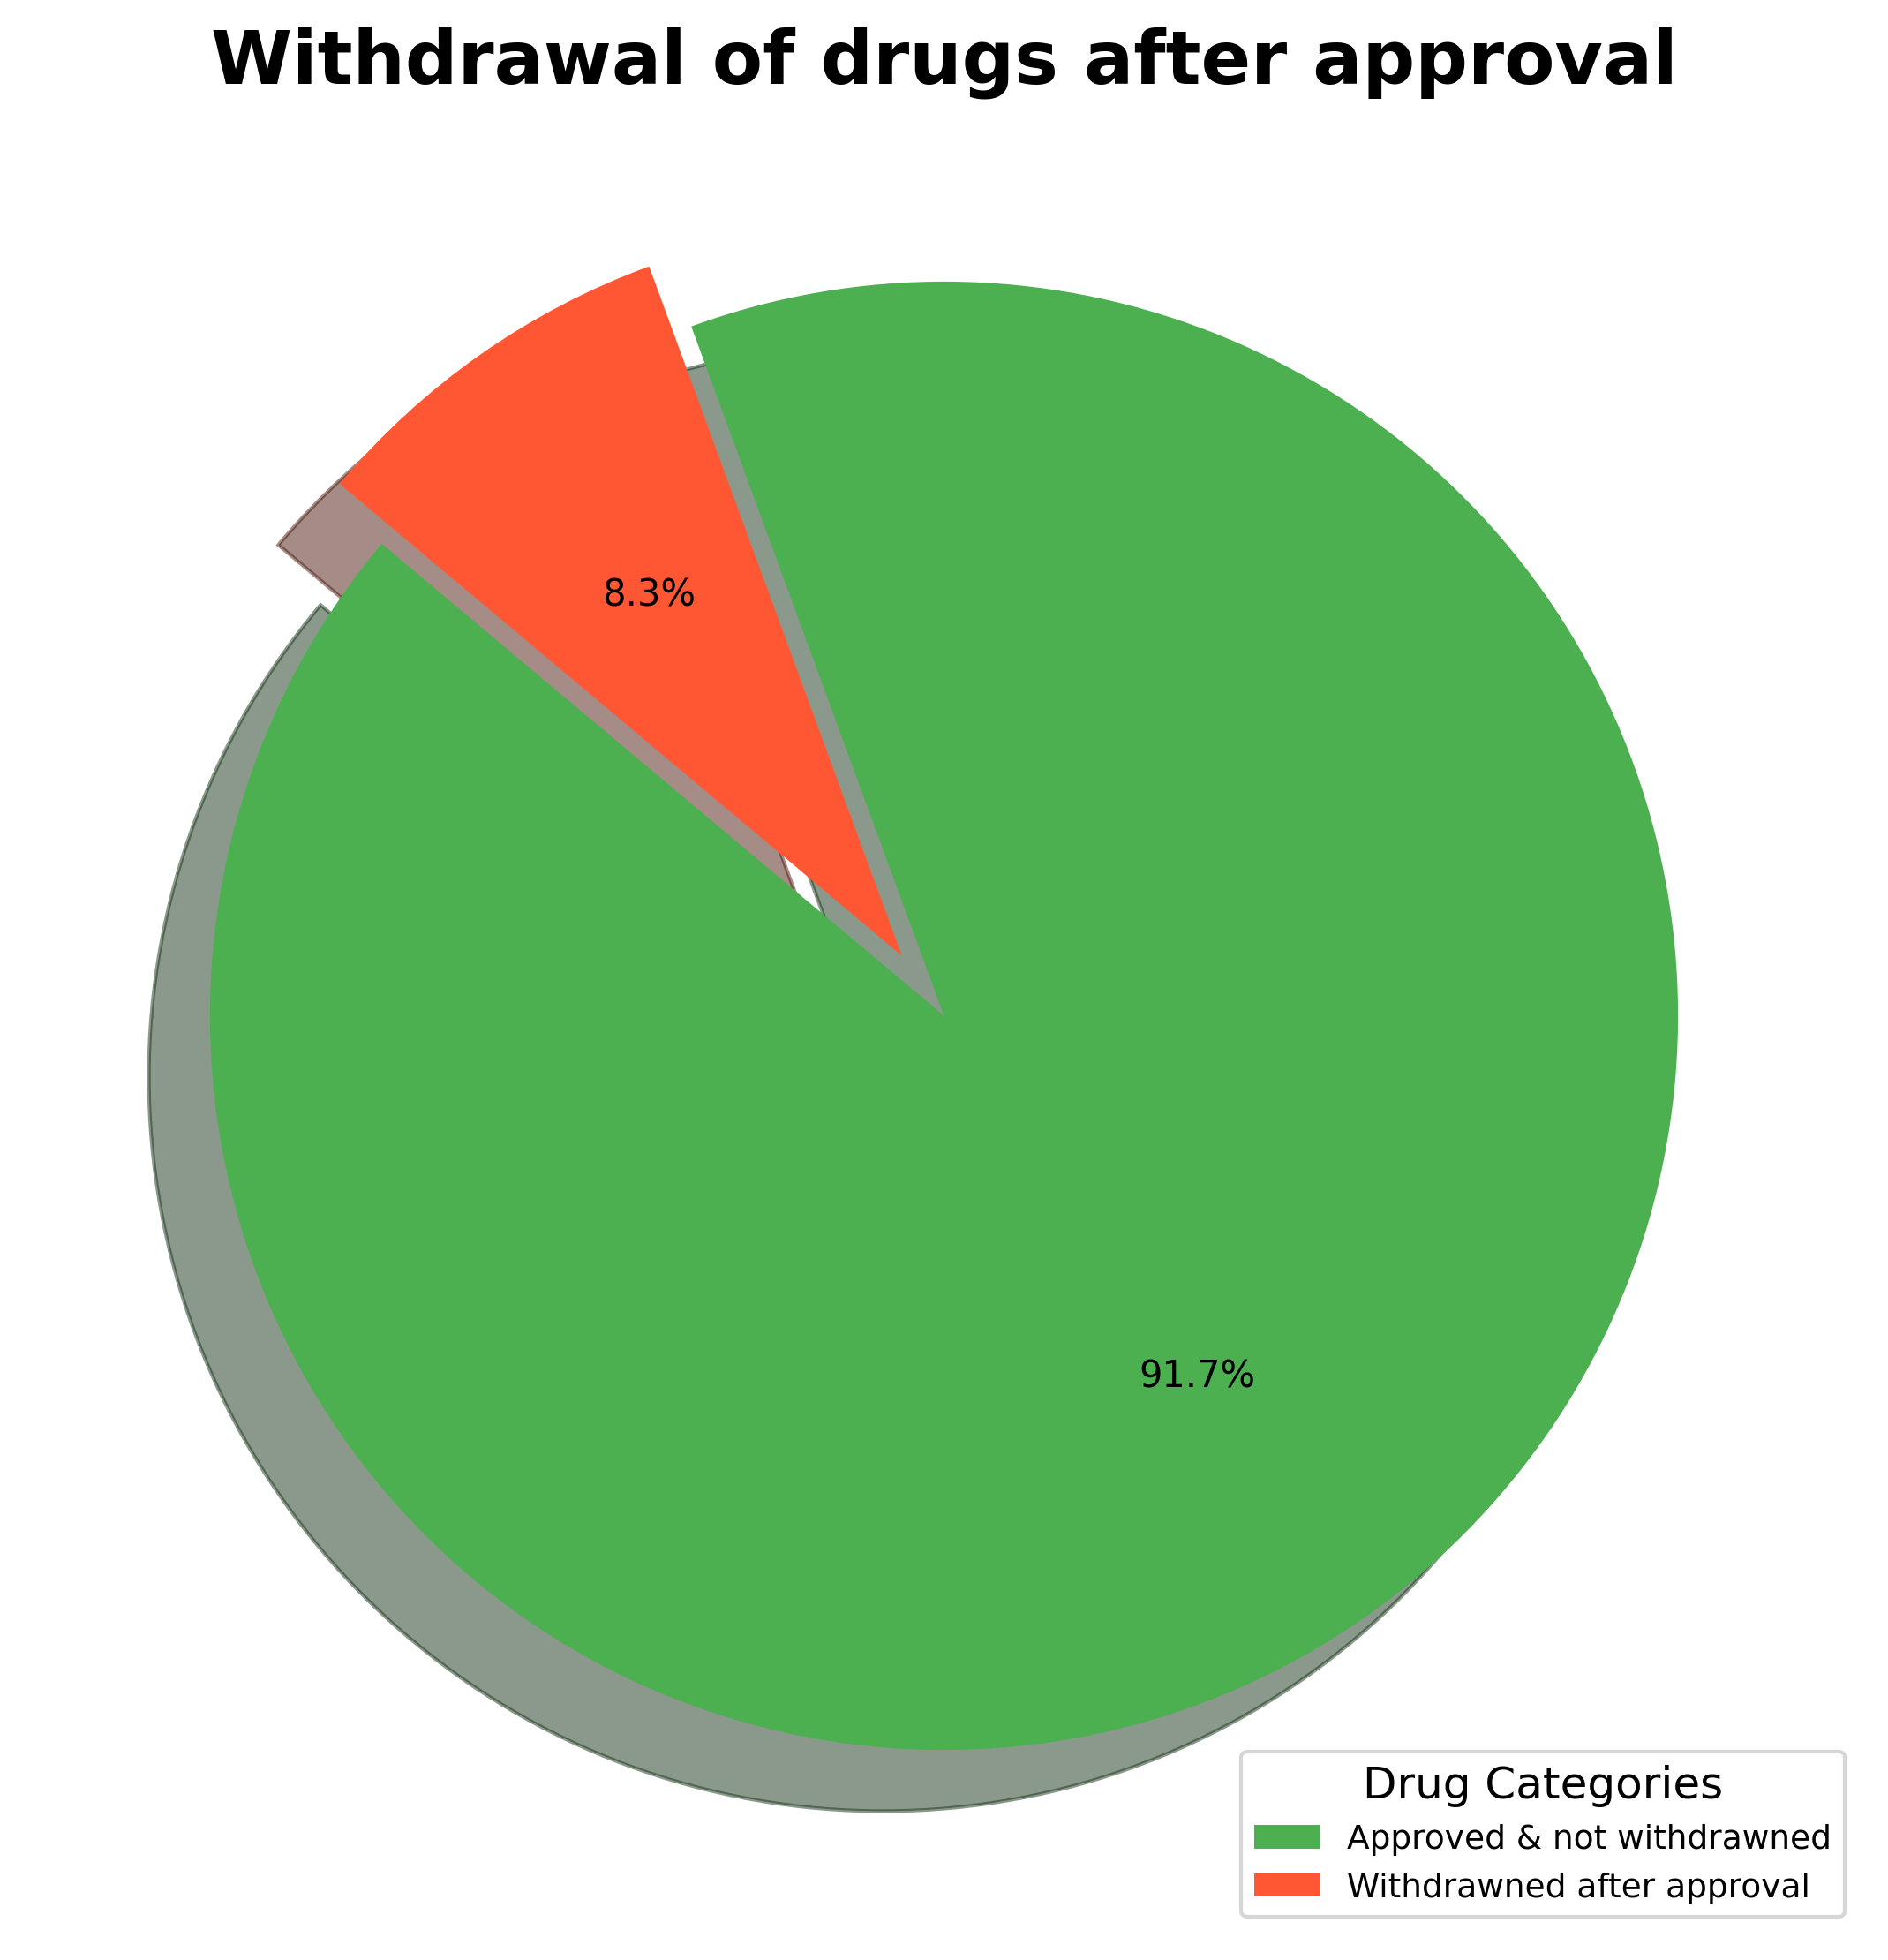 Withdrawal of drugs after approval
8.3%
91.7%
Drug Categories
Approved & not withdrawned
Withdrawned after approval